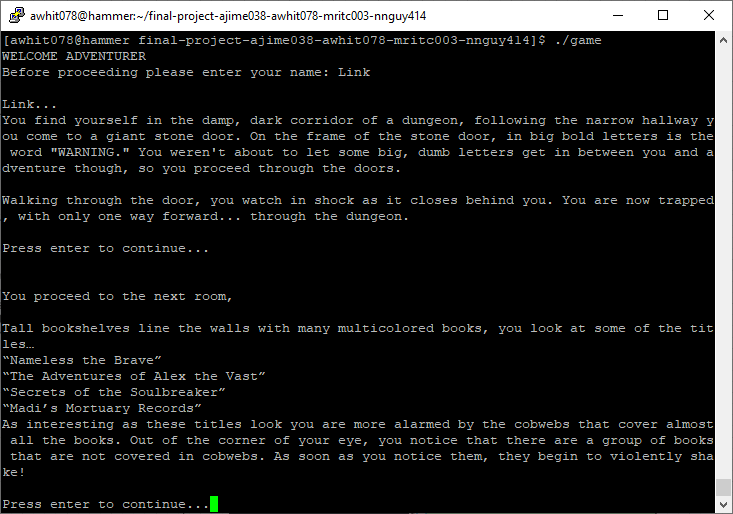 awhit078@hammer:~/final-project-ajime038-awhit078-mritc003-nnguy414
[awhit078@hammer final-project-ajime038-awhit078-mritc003-nnguy414]$ ./game
WELCOME ADVENTURER
Before proceeding please enter your name: Link
Link...
You find yourself in the damp, dark corridor of a dungeon, following the narrow hallway y
ou come to a giant stone door. On the frame of the stone door, in big bold letters is the
 word "WARNING." You weren't about to let some big, dumb letters get in between you and a
dventure though, so you proceed through the doors.
Walking through the door, you watch in shock as it closes behind you. You are now trapped
, with only one way forward... through the dungeon.
Press enter to continue...
You proceed to the next room,
Tall bookshelves line the walls with many multicolored books, you look at some of the tit
les…
“Nameless the Brave”
“The Adventures of Alex the Vast”
“Secrets of the Soulbreaker”
“Madi’s Mortuary Records”
As interesting as these titles look you are more alarmed by the cobwebs that cover almost
 all the books. Out of the corner of your eye, you notice that there are a group of books
 that are not covered in cobwebs. As soon as you notice them, they begin to violently sha
ke!
Press enter to continue...